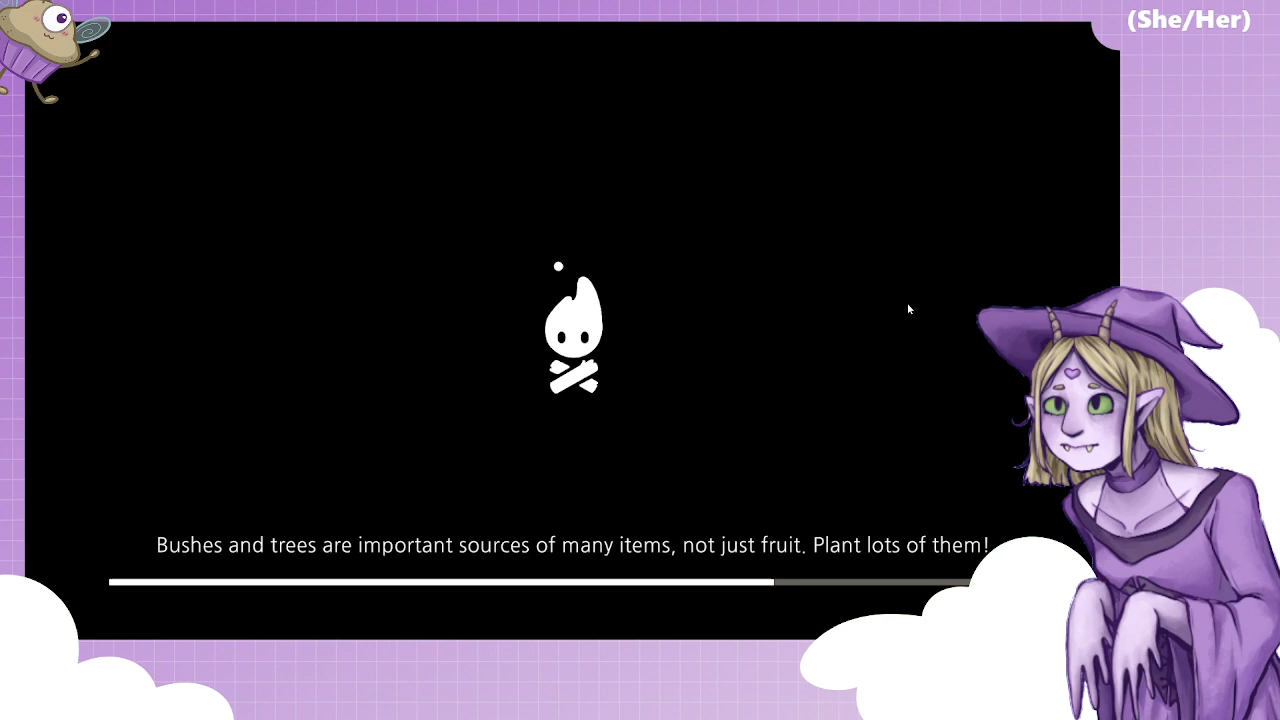 (She/Her)
Bushes and trees are important sources of many items, not just fruit. Plant lots of them!